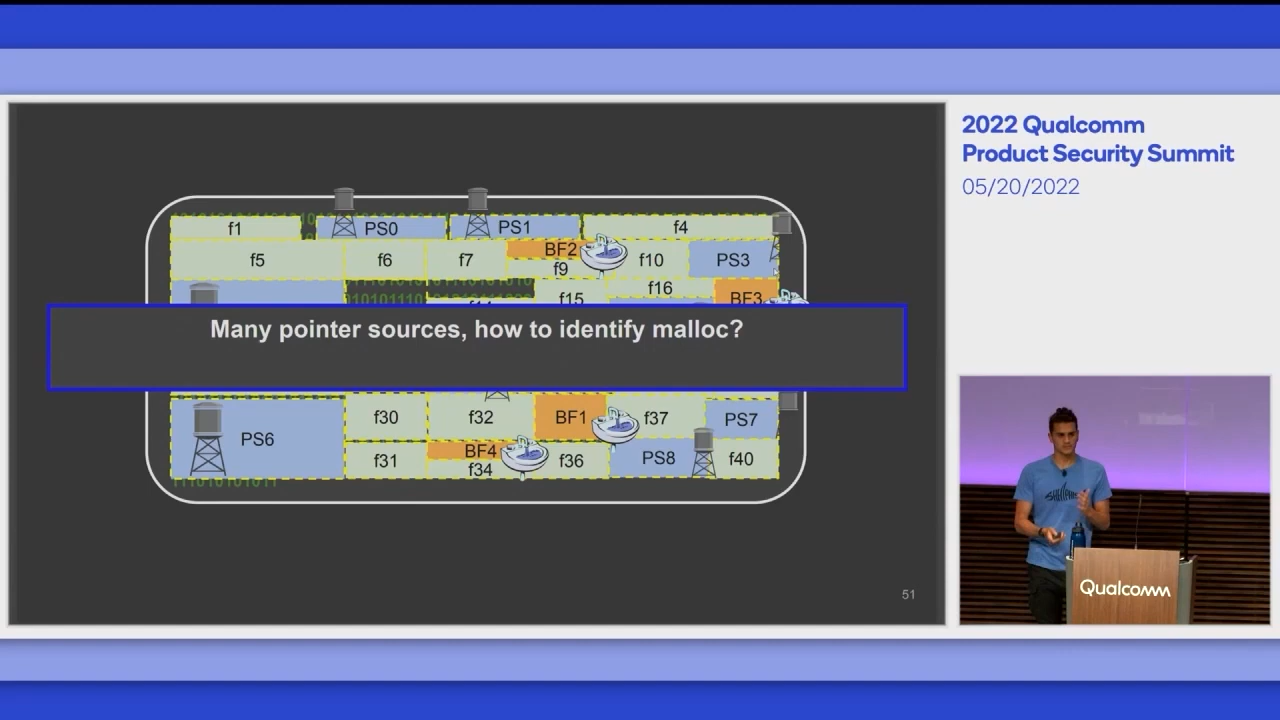 2022 Qualcomm
Product Security Summit
05/20/2022
f1 PS0 PS1 f4
f5 f6 f7 BF2 f9 f10 PS3
f15 f16 BF3
Many pointer sources, how to identify malloc?
PS6 f30 f32 BF1 f37 PS7
f31 BF4 f34 f36 PS8 f40
51
Qualcomm